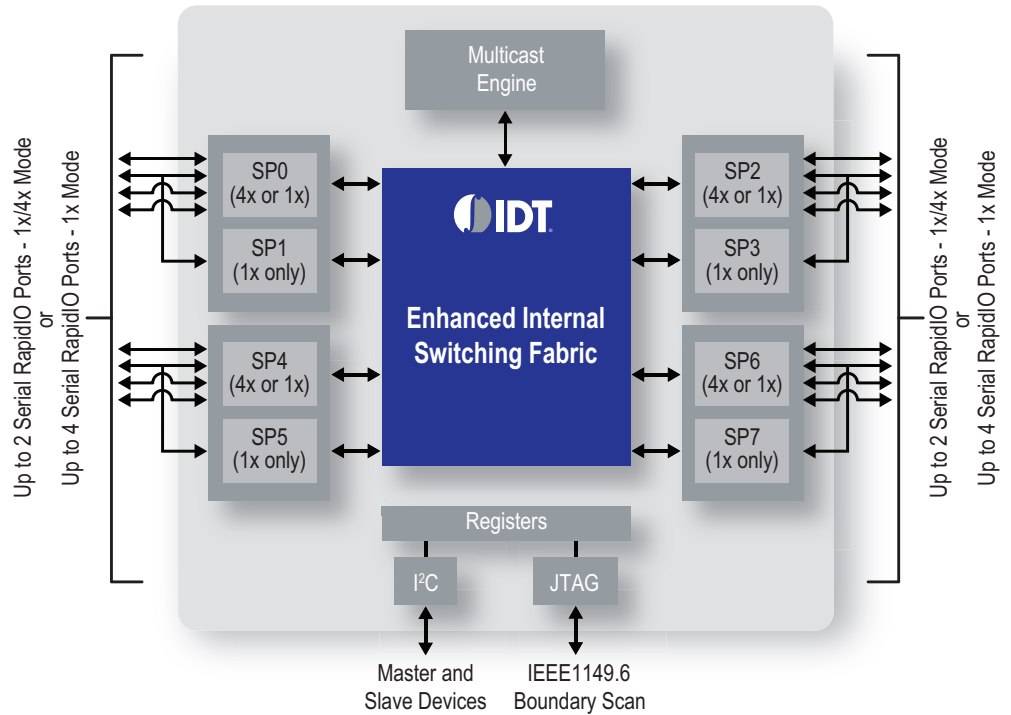 Multicast
Engine
Up to 2 Serial RapidIO Ports - 1x/4x Mode
or
Up to 4 Serial RapidIO Ports - 1x Mode
SP0
(4x or 1x)
SP1
(1x only)
SP4
(4x or 1x)
SP5
(1x only)
IDT.
Enhanced Internal
Switching Fabric
SP2
(4x or 1x)
SP3
(1x only)
SP6
(4x or 1x)
SP7
(1x only)
Up to 2 Serial RapidIO Ports - 1x/4x Mode
or
Up to 4 Serial RapidIO Ports - 1x Mode
Registers
I²C
JTAG
Master and
Slave Devices
IEEE1149.6
Boundary Scan